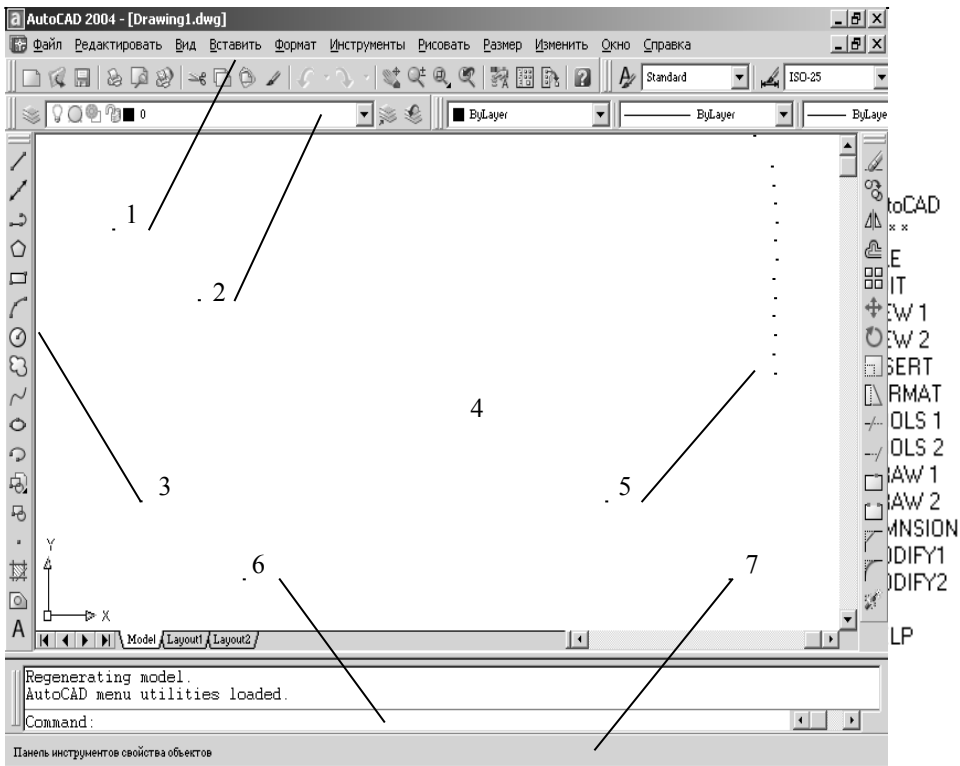 AutoCAD 2004 - [Drawing1.dwg]
Файл Редактировать Вид Вставить Формат Инструменты Рисовать Размер Изменить Окно Справка
Standard ISO-25
0 ByLayer ByLayer ByLaye
1
2
3
4
5
6
7
toCAD
* *
LE
IT
EW 1
EW 2
SERT
RMAT
OLS 1
OLS 2
AW 1
AW 2
MNSION
ODIFY1
ODIFY2
LP
Y
X
A
Model Layout1 Layout2
Regenerating model.
AutoCAD menu utilities loaded.
Command:
Панель инструментов свойства объектов